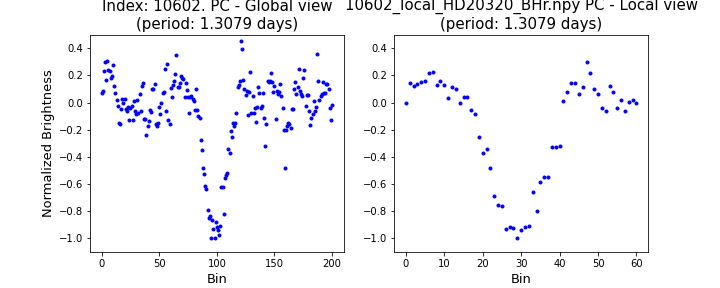 Index: 10602. PC - Global view
(period: 1.3079 days)
10602_local_HD20320_BHr.npy PC - Local view
(period: 1.3079 days)
Normalized Brightness
0.4
0.2
0.0
−0.2
−0.4
−0.6
−0.8
−1.0
0 50 100 150 200
Bin
0.4
0.2
0.0
−0.2
−0.4
−0.6
−0.8
−1.0
0 10 20 30 40 50 60
Bin